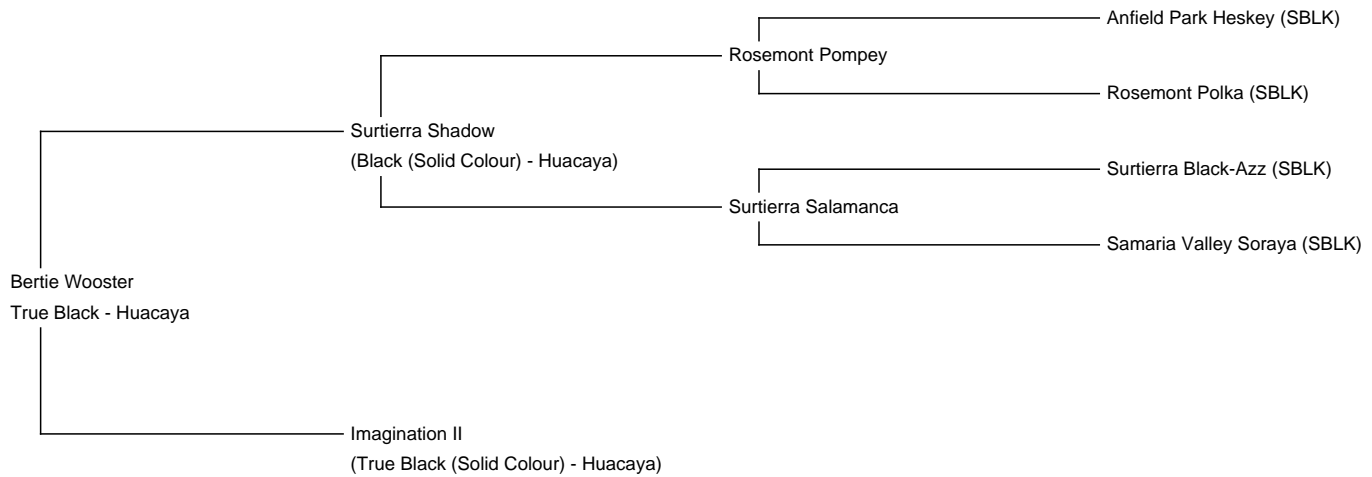 Anfield Park Heskey (SBLK)
Rosemont Pompey
Rosemont Polka (SBLK)
Surtierra Shadow
(Black (Solid Colour) - Huacaya)
Surtierra Black-Azz (SBLK)
Surtierra Salamanca
Samaria Valley Soraya (SBLK)
Bertie Wooster
True Black - Huacaya
Imagination II
(True Black (Solid Colour) - Huacaya)